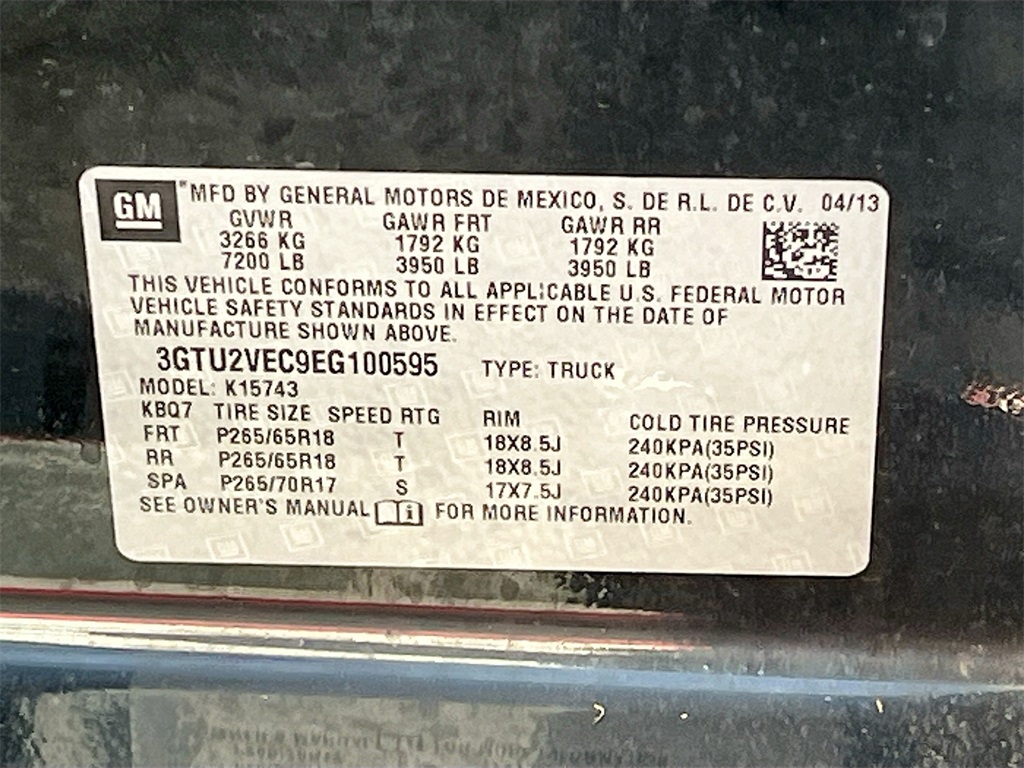 GM
MFD BY GENERAL MOTORS DE MEXICO, S. DE R.L. DE C.V. 04/13
GVWR GAWR FRT GAWR RR
3266 KG 1792 KG 1792 KG
7200 LB 3950 LB 3950 LB
THIS VEHICLE CONFORMS TO ALL APPLICABLE U.S. FEDERAL MOTOR
VEHICLE SAFETY STANDARDS IN EFFECT ON THE DATE OF
MANUFACTURE SHOWN ABOVE.
3GTU2VEC9EG100595 TYPE: TRUCK
MODEL: K15743
KBQ7 TIRE SIZE SPEED RTG RIM COLD TIRE PRESSURE
FRT P265/65R18 T 18X8.5J 240KPA(35PSI)
RR P265/65R18 T 18X8.5J 240KPA(35PSI)
SPA P265/70R17 S 17X7.5J 240KPA(35PSI)
SEE OWNER'S MANUAL i FOR MORE INFORMATION.